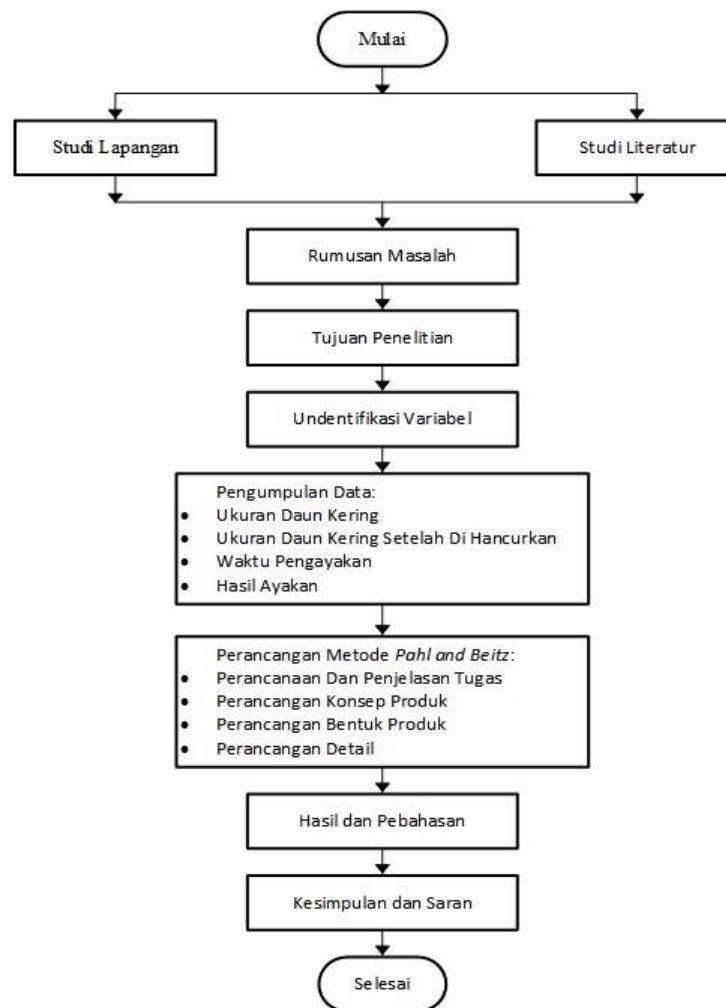 Mulai
Studi Lapangan
Studi Literatur
Rumusan Masalah
Tujuan Penelitian
Undentifikasi Variabel
Pengumpulan Data:
• Ukuran Daun Kering
• Ukuran Daun Kering Setelah Di Hancurkan
• Waktu Pengayakan
• Hasil Ayakan
Perancangan Metode Pahl and Beitz:
• Perancanaan Dan Penjelasan Tugas
• Perancangan Konsep Produk
• Perancangan Bentuk Produk
• Perancangan Detail
Hasil dan Pebahasan
Kesimpulan dan Saran
Selesai